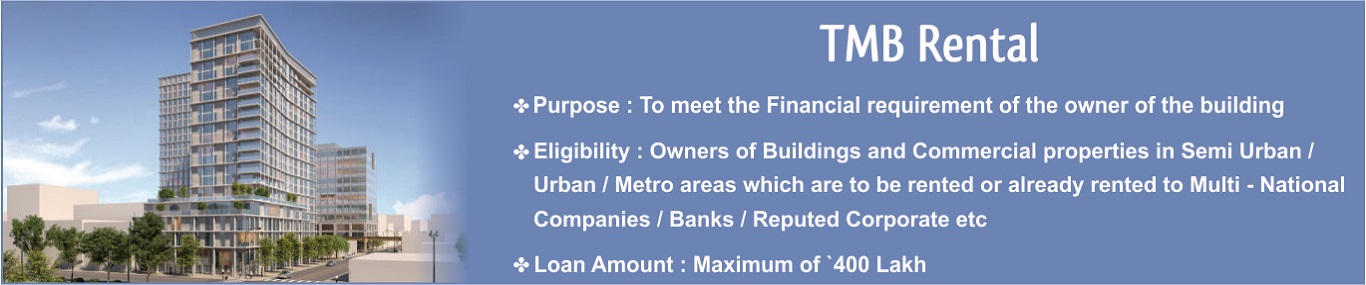 TMB Rental
✤ Purpose : To meet the Financial requirement of the owner of the building
✤ Eligibility : Owners of Buildings and Commercial properties in Semi Urban /
Urban / Metro areas which are to be rented or already rented to Multi - National
Companies / Banks / Reputed Corporate etc
✤ Loan Amount : Maximum of `400 Lakh